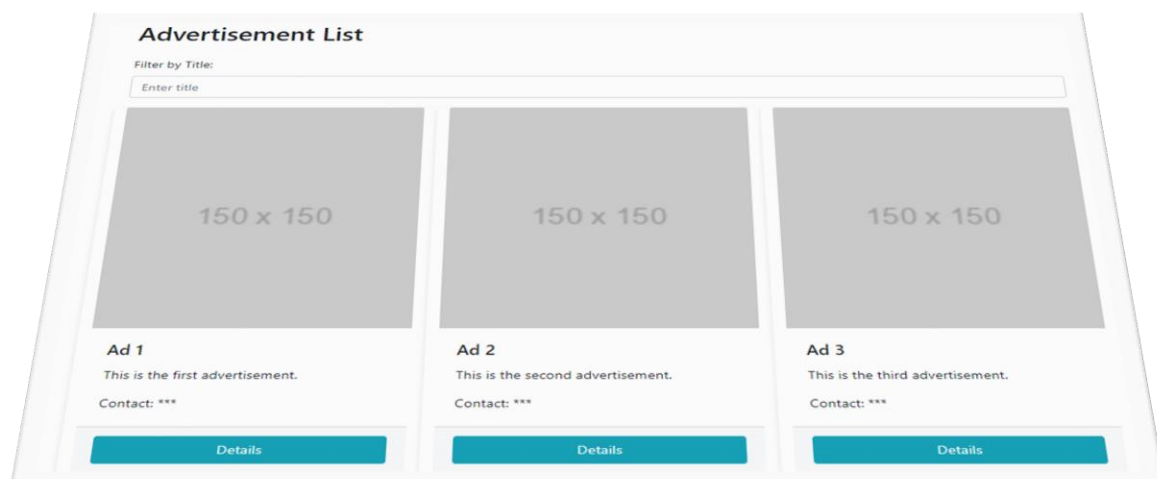 Advertisement List
Filter by Title:
Enter title
150 x 150
150 x 150
150 x 150
Ad 1
This is the first advertisement.
Contact: ***
Details
Ad 2
This is the second advertisement.
Contact: ***
Details
Ad 3
This is the third advertisement.
Contact: ***
Details